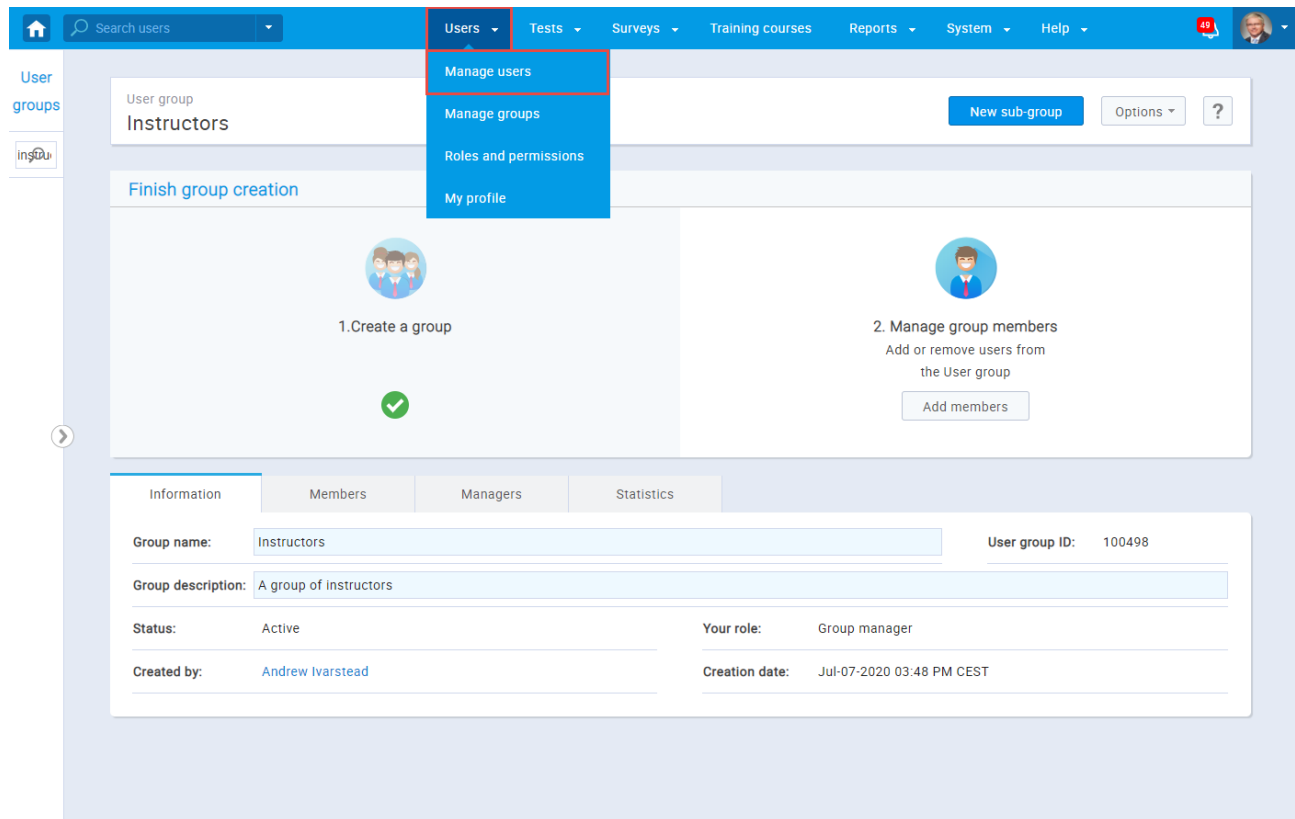 Search users
Users
Tests
Surveys
Training courses
Reports
System
Help
49
Manage users
Manage groups
Roles and permissions
My profile
User
groups
User group
Instructors
New sub-group
Options
?
Finish group creation
1.Create a group
2. Manage group members
Add or remove users from
the User group
Add members
Information
Members
Managers
Statistics
Group name: Instructors
User group ID: 100498
Group description: A group of instructors
Status: Active
Your role: Group manager
Created by: Andrew Ivarstead
Creation date: Jul-07-2020 03:48 PM CEST